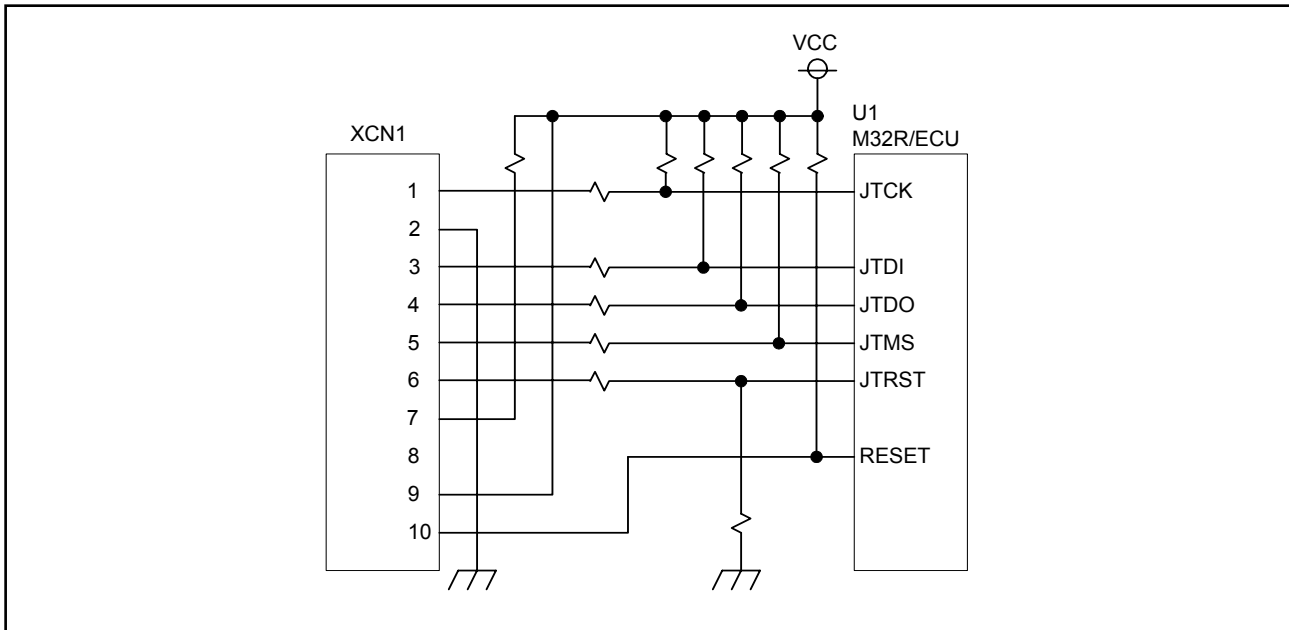 VCC
XCN1
U1
M32R/ECU
1
2
3
4
5
6
7
8
9
10
JTCK
JTDI
JTDO
JTMS
JTRST
RESET